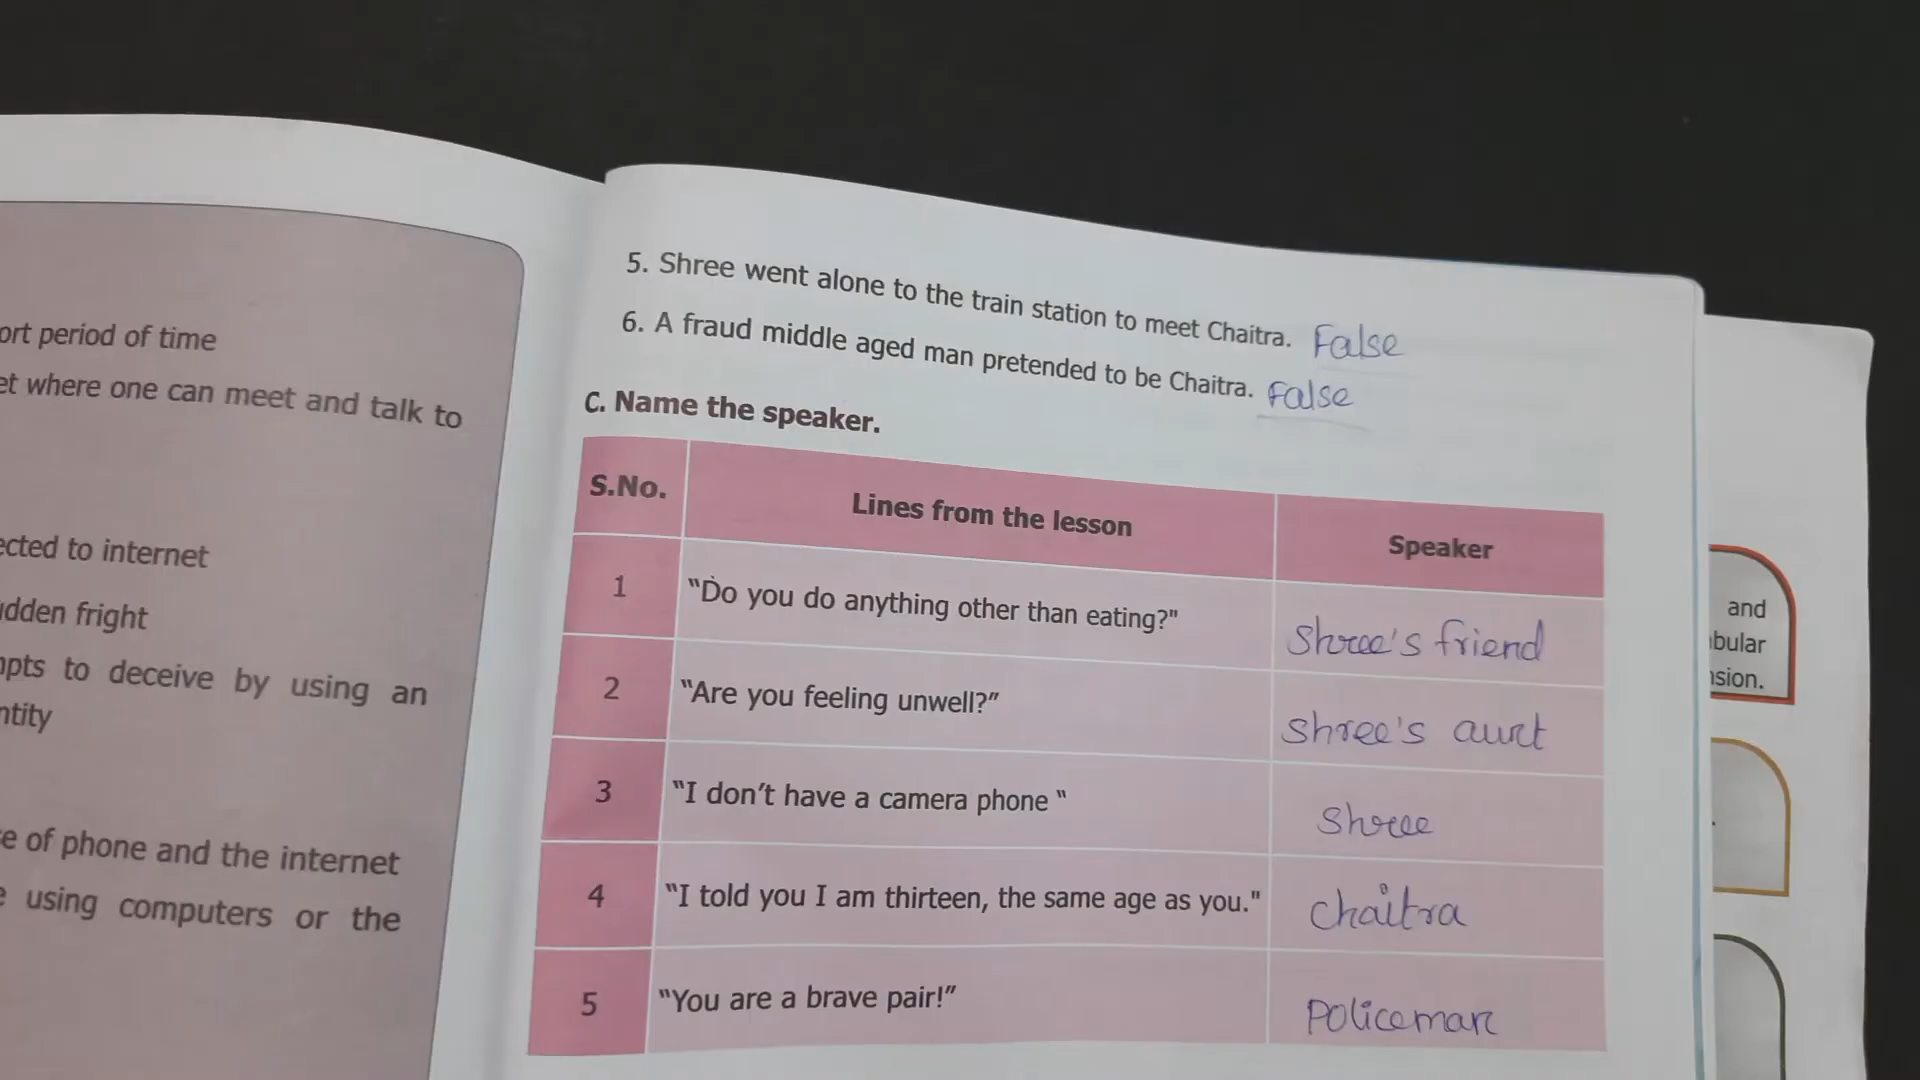 ort period of time
et where one can meet and talk to
ected to internet
udden fright
mpts to deceive by using an
ntity
e of phone and the internet
e using computers or the
5. Shree went alone to the train station to meet Chaitra. False
6. A fraud middle aged man pretended to be Chaitra. False
C. Name the speaker.
S.No. Lines from the lesson Speaker
1 "Do you do anything other than eating?" Shree's friend
2 "Are you feeling unwell?" Shree's aunt
3 "I don't have a camera phone " Shree
4 "I told you I am thirteen, the same age as you." Chaitra
5 "You are a brave pair!" Policeman
and
bular
nsion.